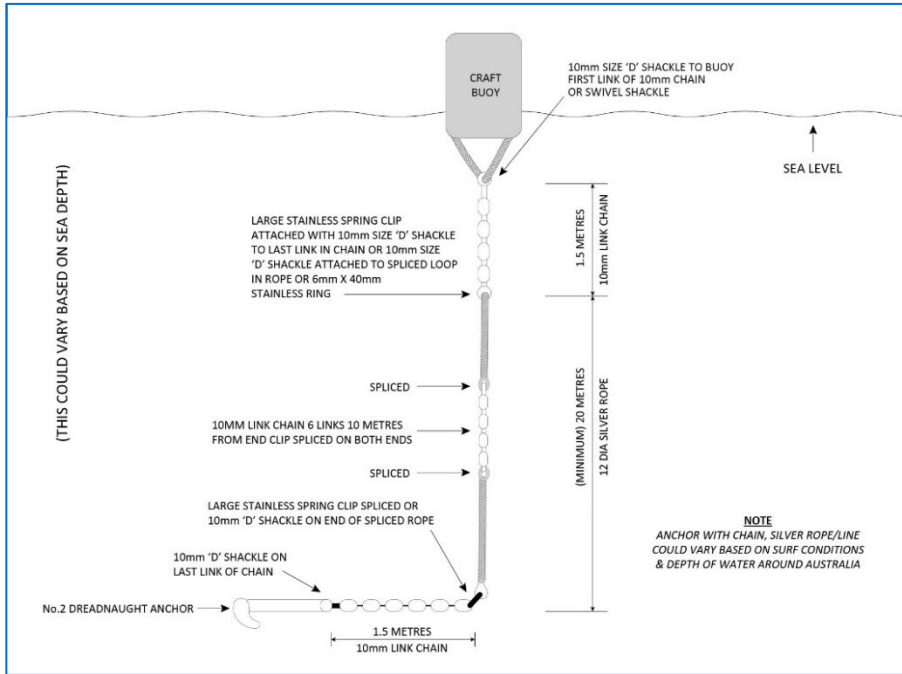 CRAFT
BUOY
10mm SIZE 'D' SHACKLE TO BUOY
FIRST LINK OF 10mm CHAIN
OR SWIVEL SHACKLE
SEA LEVEL
(THIS COULD VARY BASED ON SEA DEPTH)
LARGE STAINLESS SPRING CLIP
ATTACHED WITH 10mm SIZE 'D' SHACKLE
TO LAST LINK IN CHAIN OR 10mm SIZE
'D' SHACKLE ATTACHED TO SPLICED LOOP
IN ROPE OR 6mm X 40mm
STAINLESS RING
1.5 METRES
10mm LINK CHAIN
SPLICED
10MM LINK CHAIN 6 LINKS 10 METRES
FROM END CLIP SPLICED ON BOTH ENDS
SPLICED
(MINIMUM) 20 METRES
12 DIA SILVER ROPE
LARGE STAINLESS SPRING CLIP SPLICED OR
10mm 'D' SHACKLE ON END OF SPLICED ROPE
10mm 'D' SHACKLE ON
LAST LINK OF CHAIN
No.2 DREADNAUGHT ANCHOR
1.5 METRES
10mm LINK CHAIN
NOTE
ANCHOR WITH CHAIN, SILVER ROPE/LINE
COULD VARY BASED ON SURF CONDITIONS
& DEPTH OF WATER AROUND AUSTRALIA